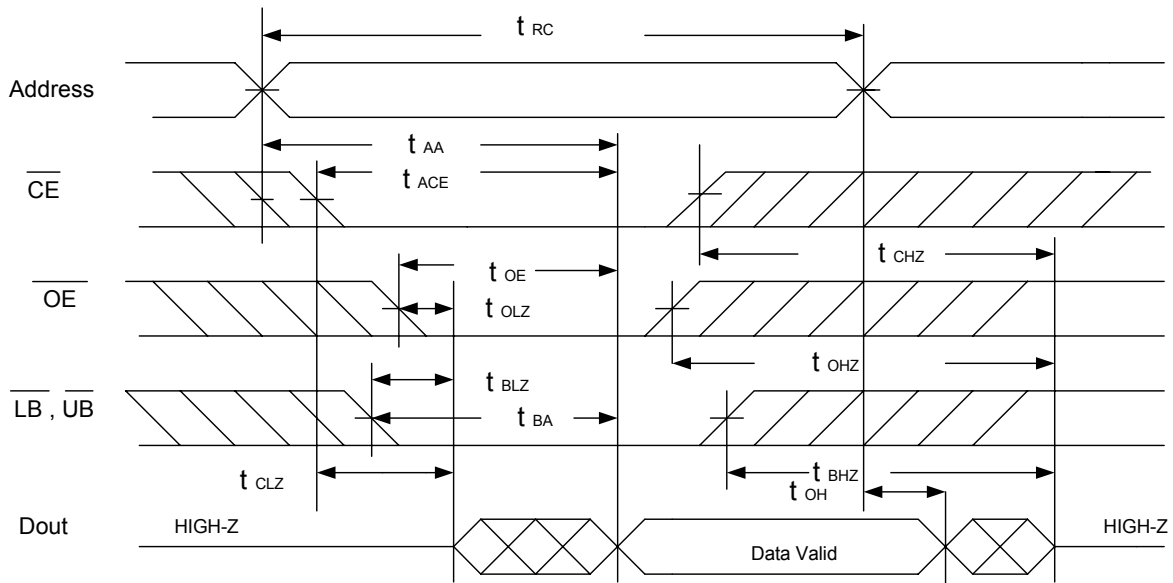 t RC
Address
t AA
CE
t ACE
t CHZ
OE
t OE
t OLZ
t OHZ
LB , UB
t BLZ
t BA
t CLZ
t BHZ
t OH
Dout
HIGH-Z
Data Valid
HIGH-Z